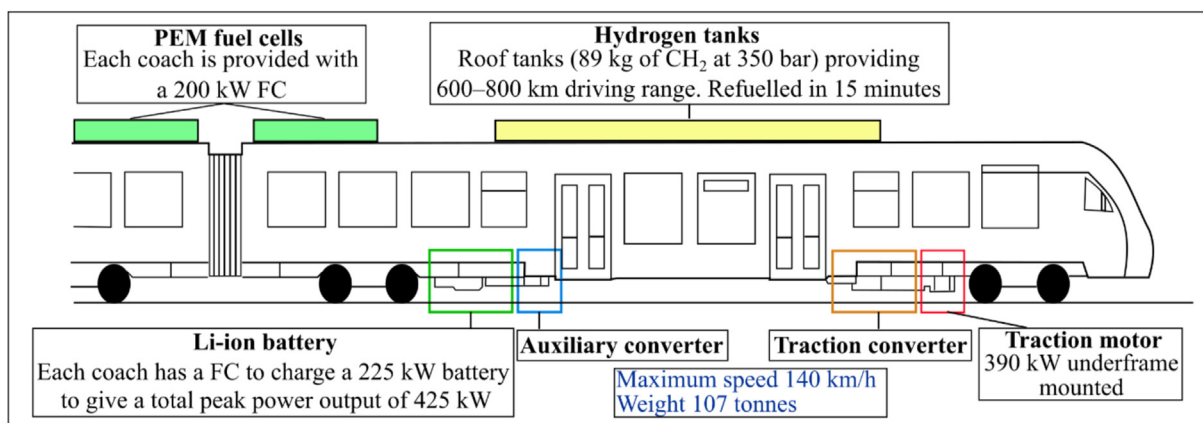 PEM fuel cells
Each coach is provided with
a 200 kW FC
Hydrogen tanks
Roof tanks (89 kg of CH₂ at 350 bar) providing
600–800 km driving range. Refuelled in 15 minutes
Li-ion battery
Each coach has a FC to charge a 225 kW battery
to give a total peak power output of 425 kW
Auxiliary converter
Traction converter
Maximum speed 140 km/h
Weight 107 tonnes
Traction motor
390 kW underframe
mounted